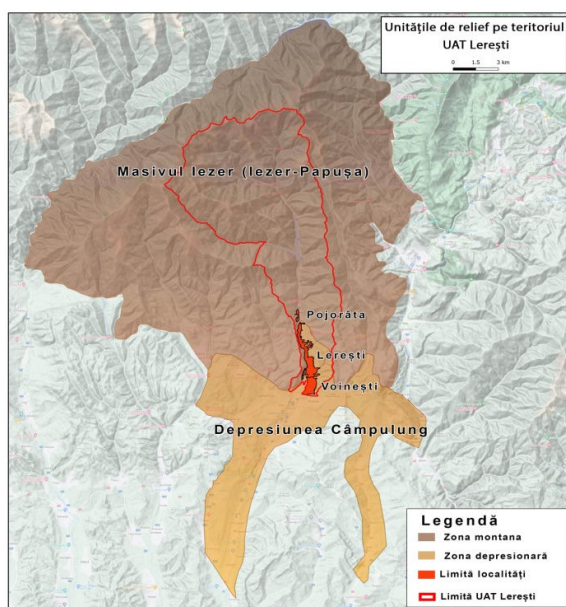 Unitățile de relief pe teritoriul
UAT Lerești
0 1.5 3 km
Masivul Iezer (Iezer-Papușa)
Pojorâta
Lerești
Voinești
Depresiunea Câmpulung
Legendă
Zona montana
Zona depresionară
Limită localități
Limită UAT Lerești